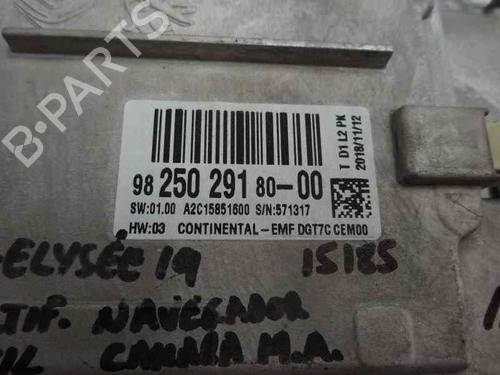 T D1 L2 PK
2018/11/12
98 250 291 80-00
SW:01.00 A2C15851600 S/N:571317
HW:03 CONTINENTAL-EMF DGT7C CEM00
ELYSÉE 19 15185
NAVEGADOR
CAMARA M.A.
B-PARTS